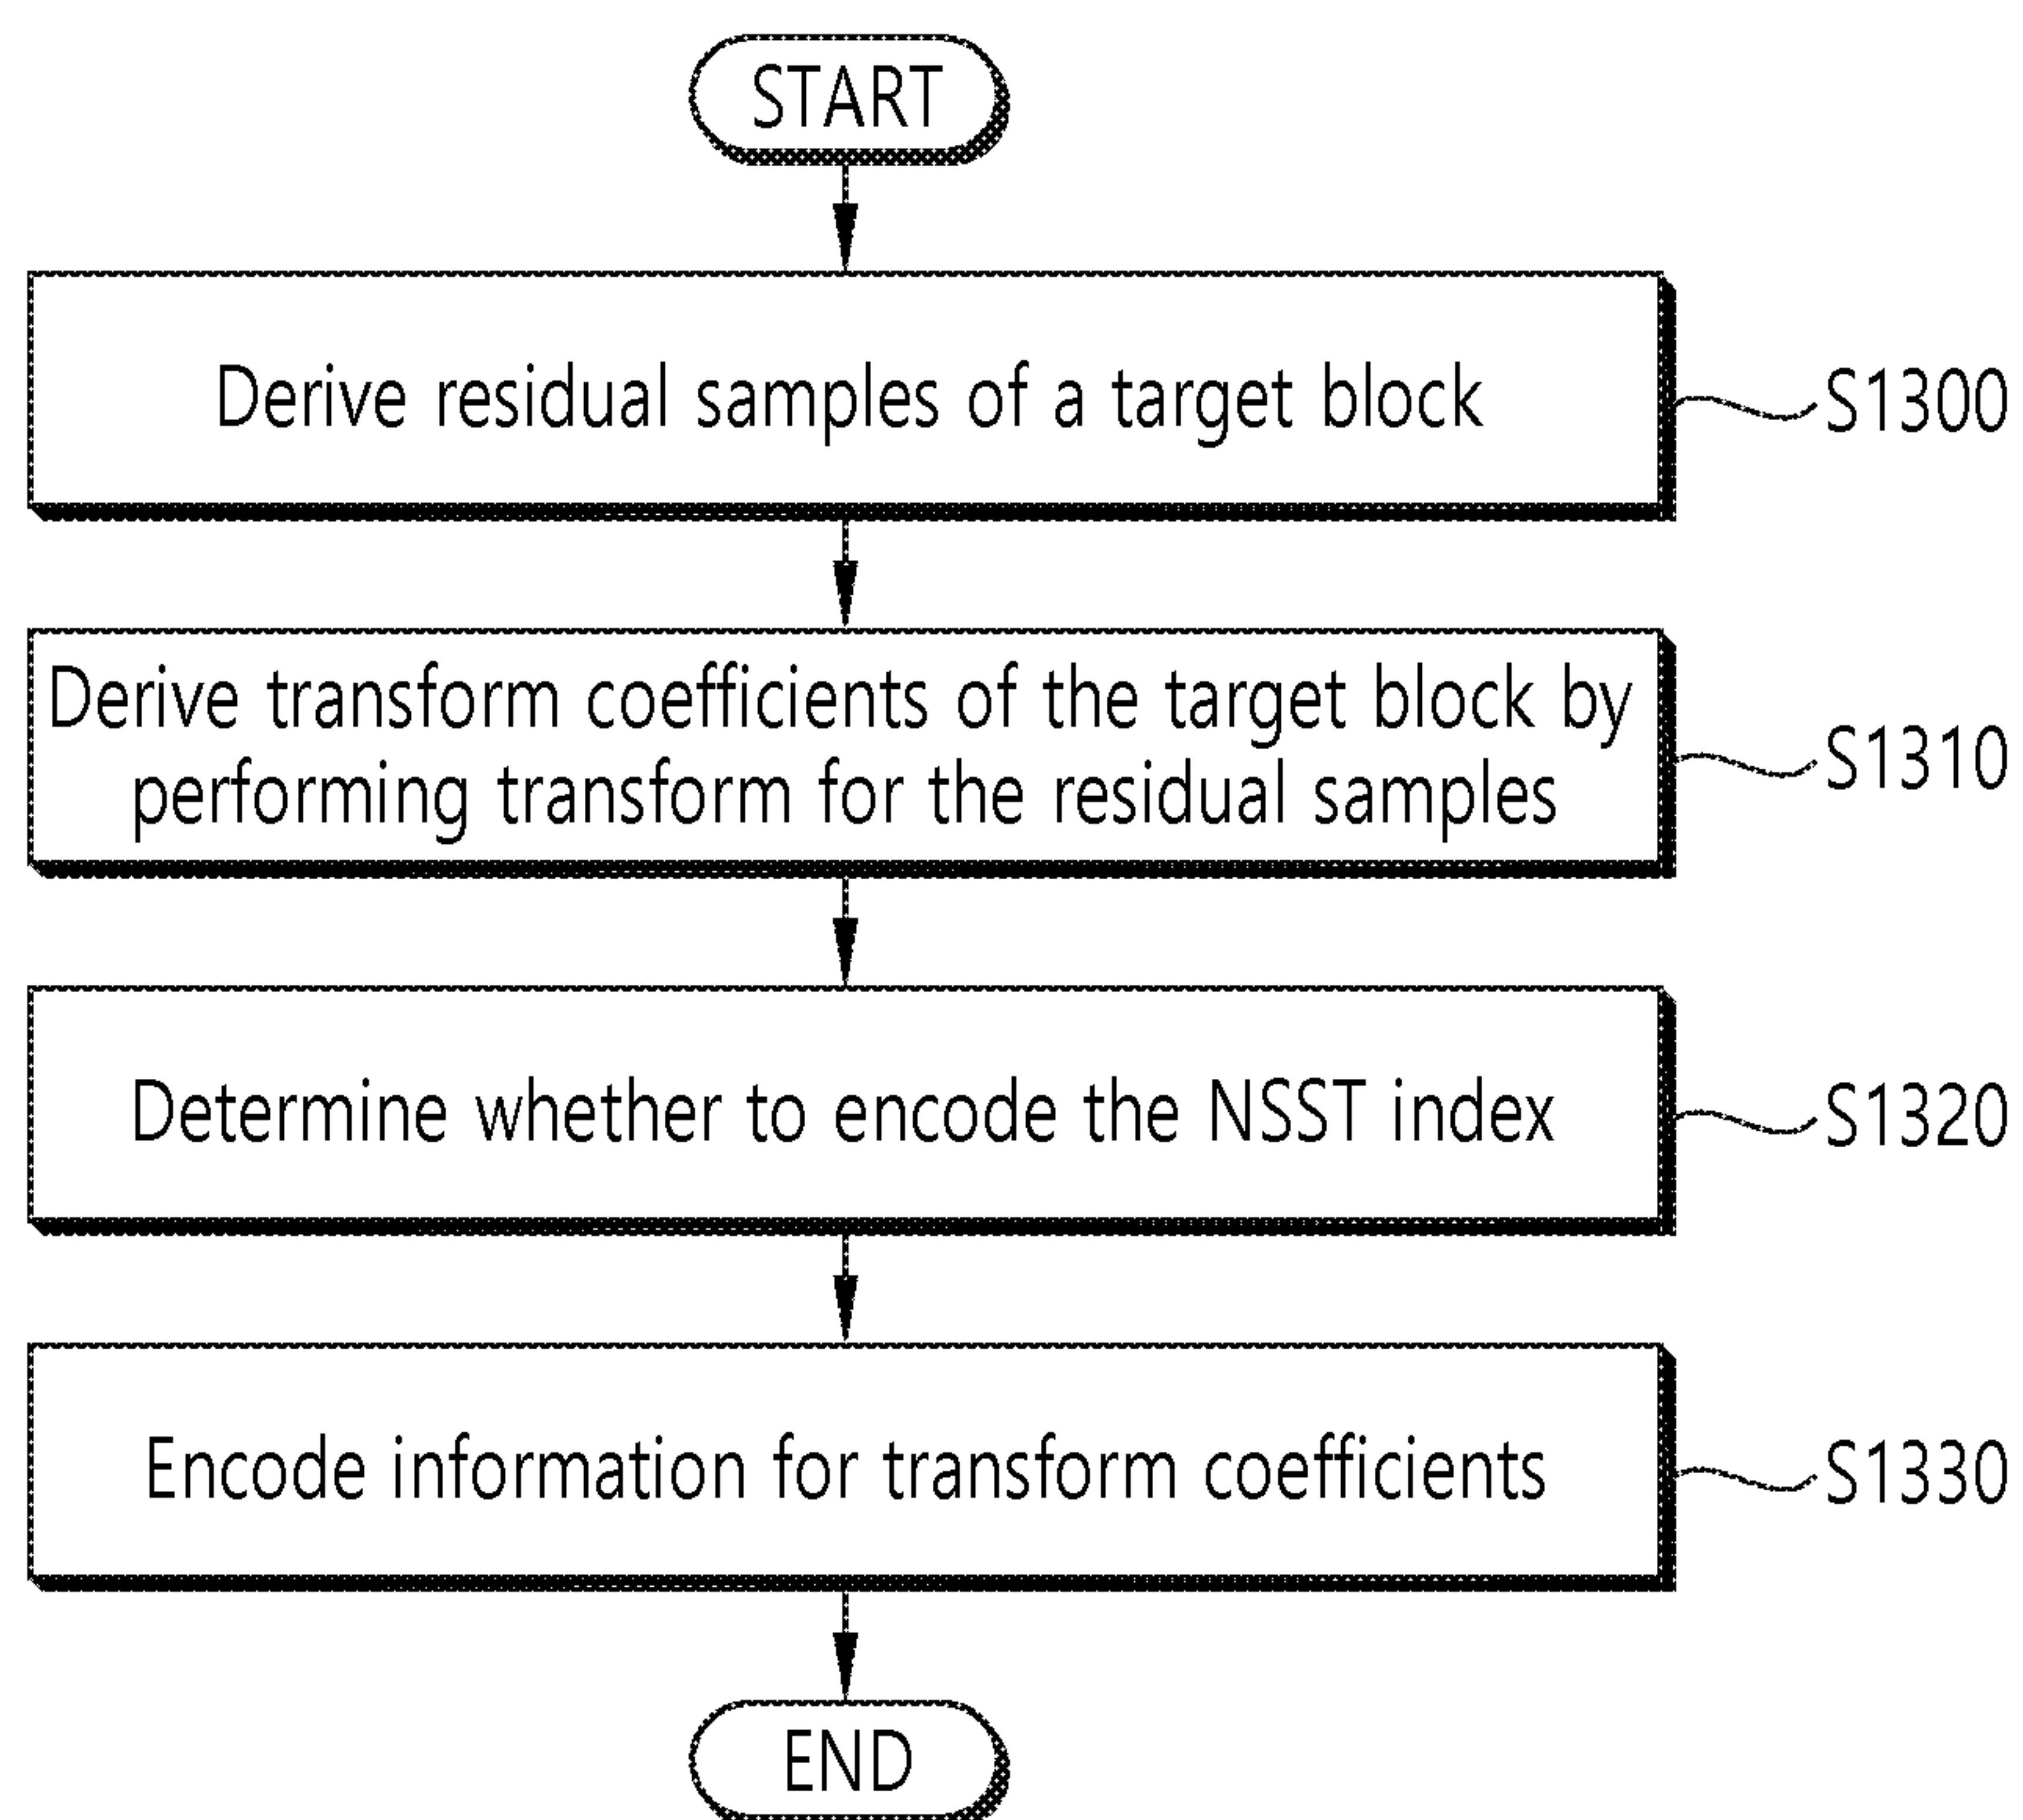 START
Derive residual samples of a target block
S1300
Derive transform coefficients of the target block by
performing transform for the residual samples
S1310
Determine whether to encode the NSST index
S1320
Encode information for transform coefficients
S1330
END